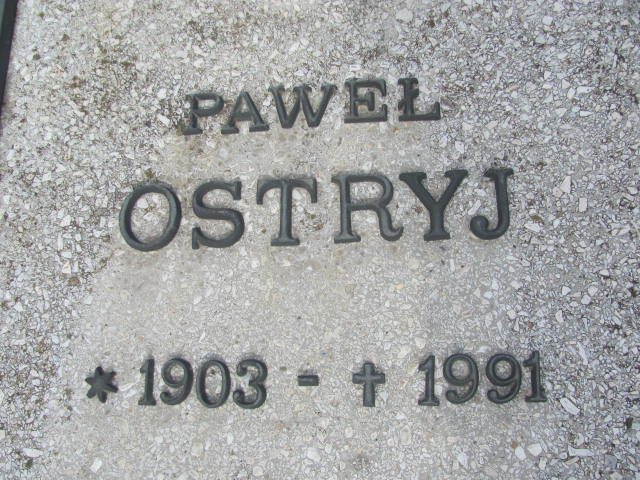 PAWEŁ
OSTRYJ
* 1903 - † 1991